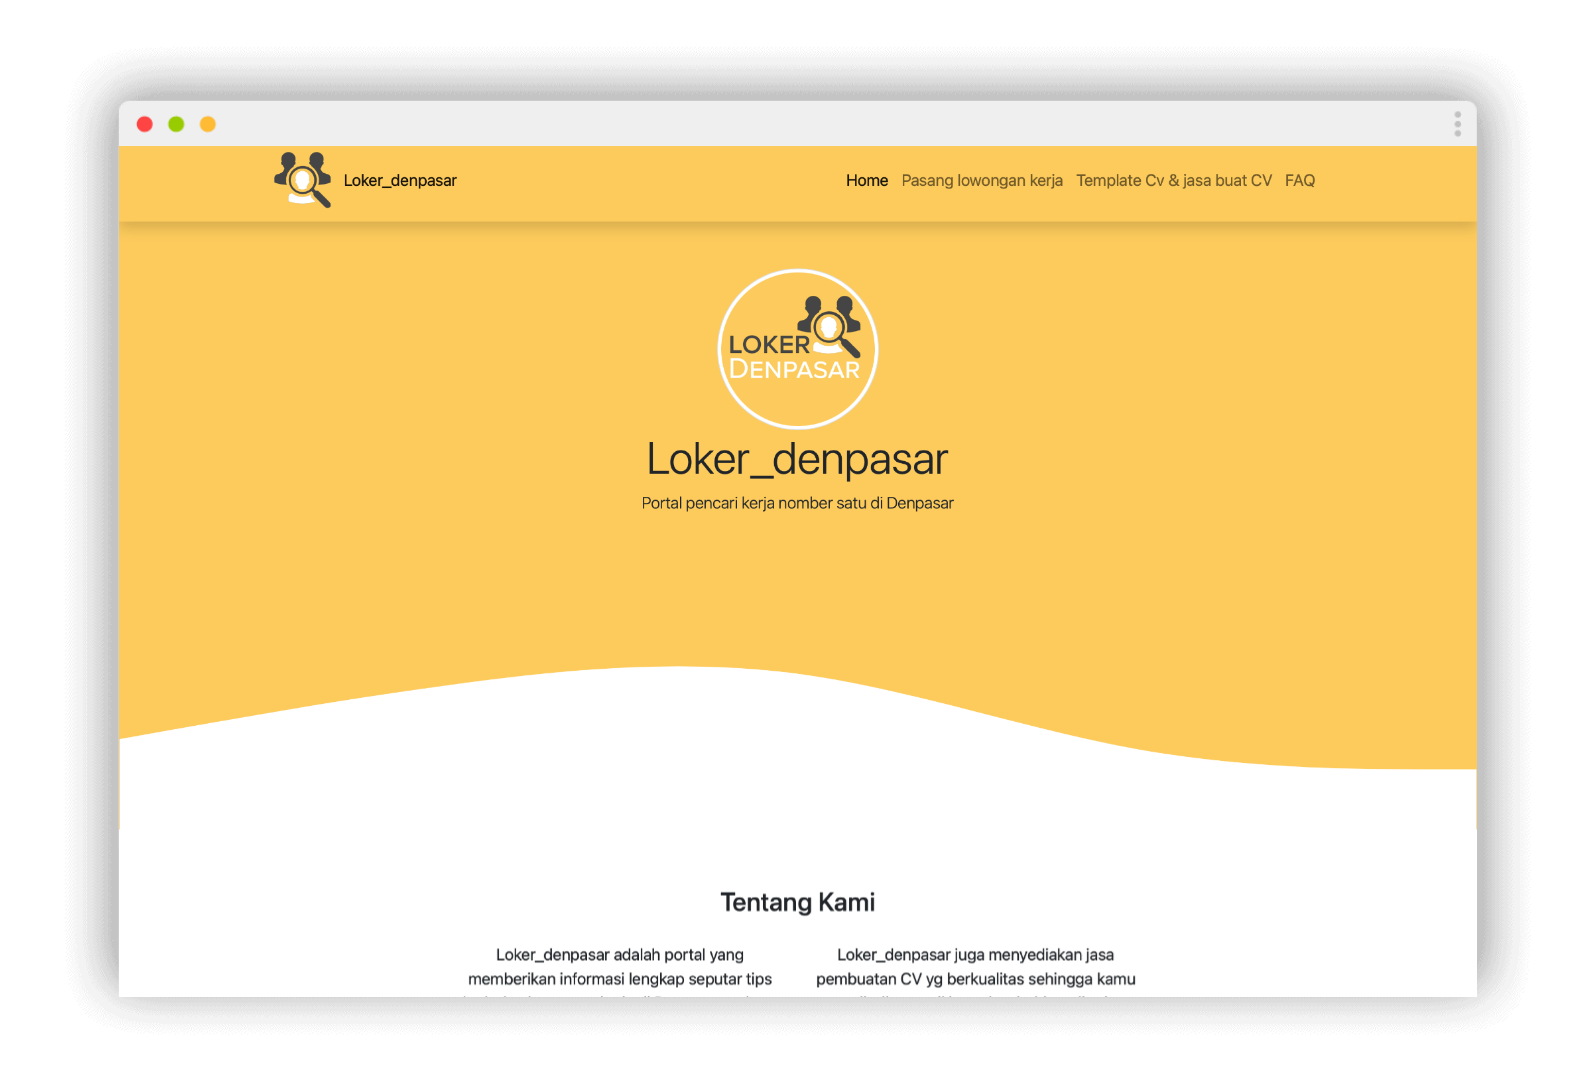 Loker_denpasar
Home Pasang lowongan kerja Template Cv & jasa buat CV FAQ
LOKER
DENPASAR
Loker_denpasar
Portal pencari kerja nomber satu di Denpasar
Tentang Kami
Loker_denpasar adalah portal yang
memberikan informasi lengkap seputar tips
Loker_denpasar juga menyediakan jasa
pembuatan CV yg berkualitas sehingga kamu